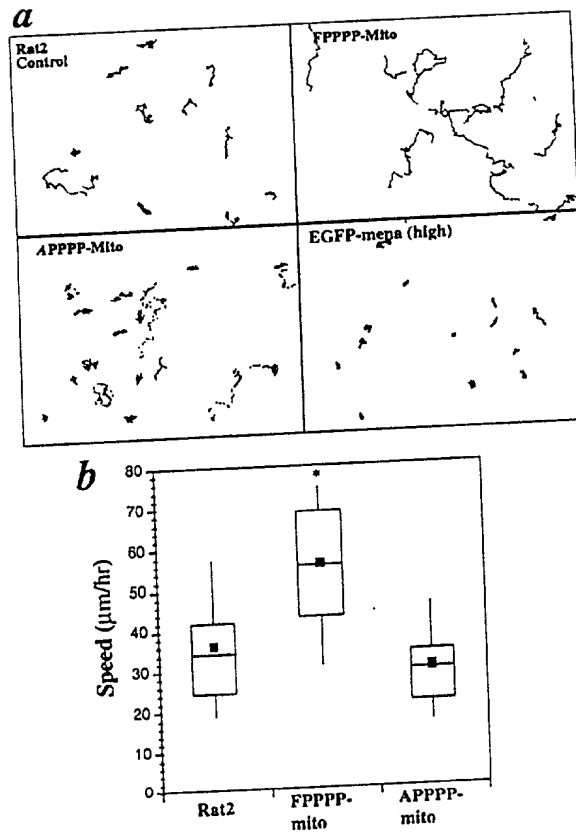 a
Rat2
Control
FPPPP-Mito
APPPP-Mito
EGFP-mena (high)
b
80
70
60
50
40
30
20
10
0
Speed (µm/hr)
*
Rat2
FPPPP-
mito
APPPP-
mito